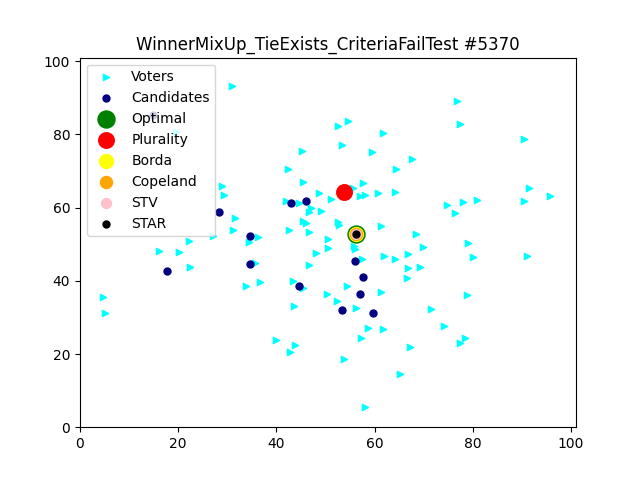 WinnerMixUp_TieExists_CriteriaFailTest #5370
100
80
60
40
20
0
Voters
Candidates
Optimal
Plurality
Borda
Copeland
STV
STAR
0 20 40 60 80 100